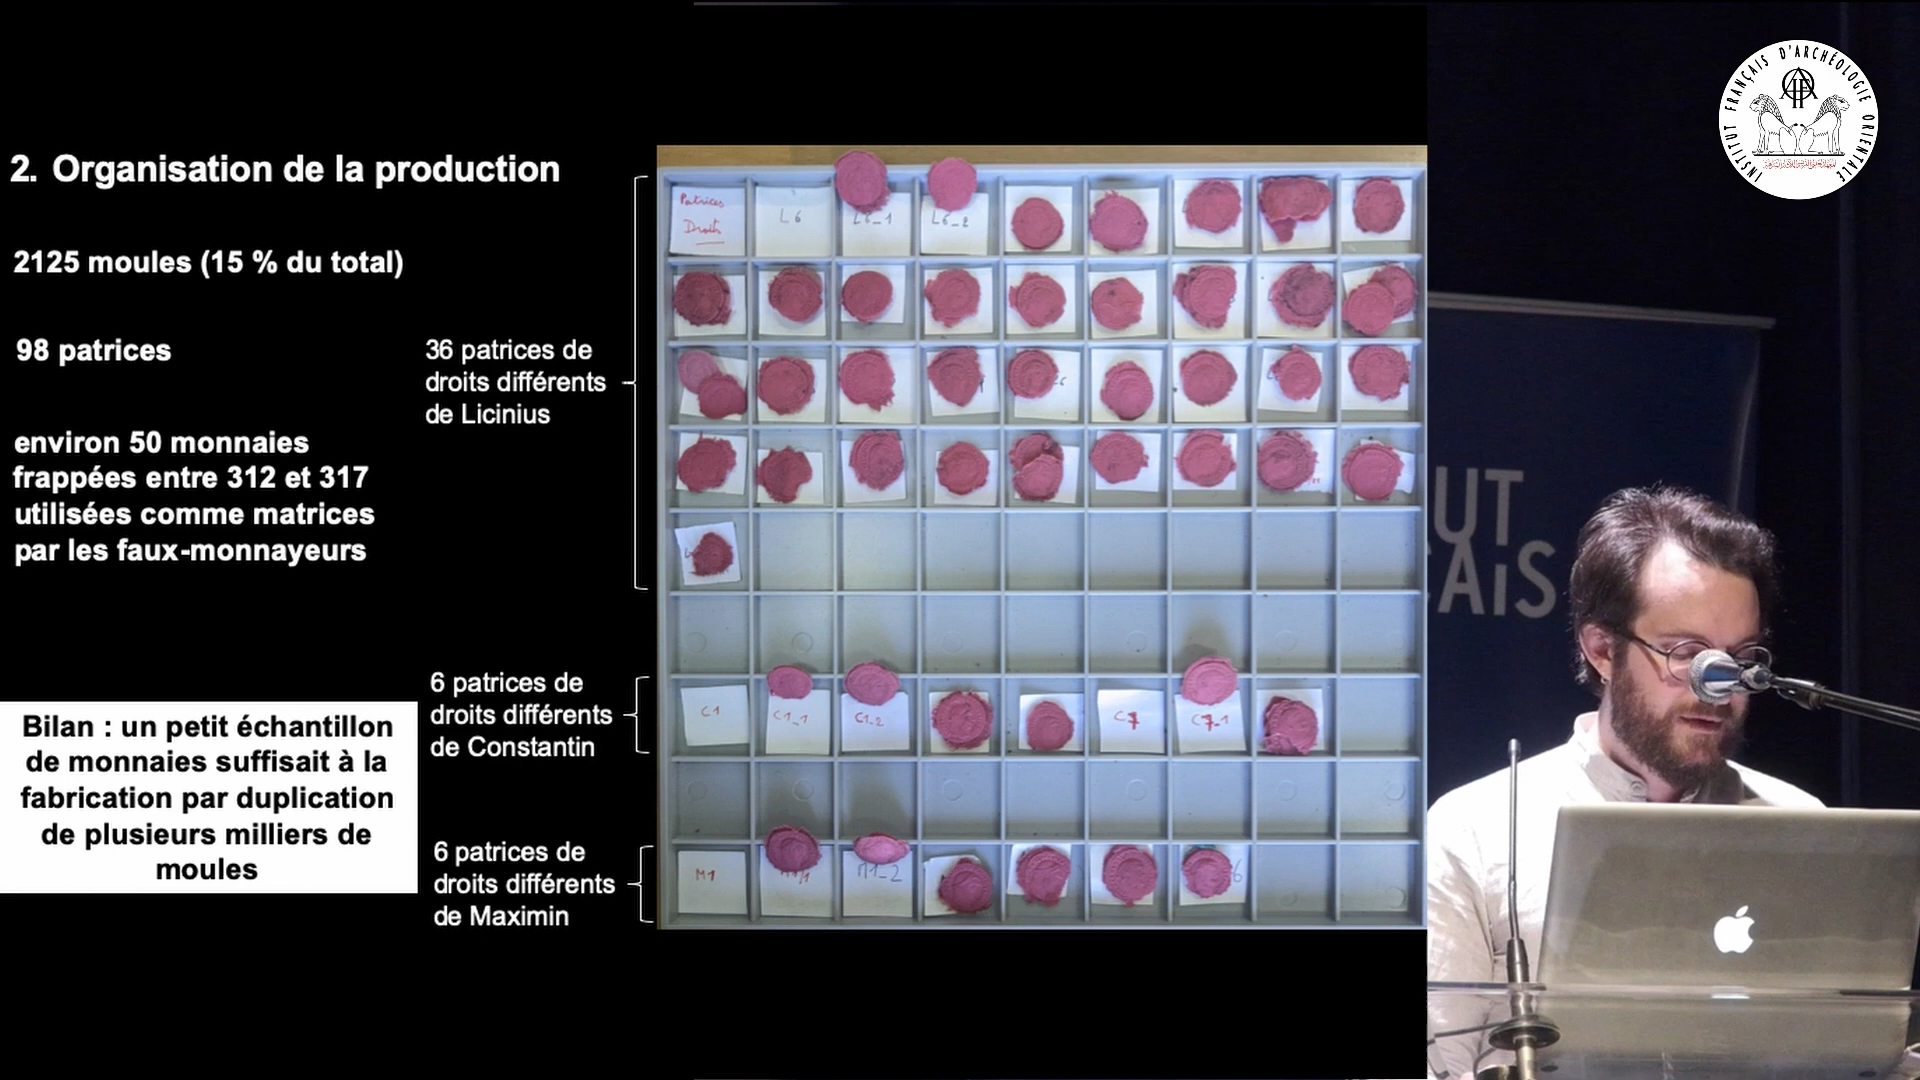 2. Organisation de la production
2125 moules (15 % du total)
98 patrices
environ 50 monnaies
frappées entre 312 et 317
utilisées comme matrices
par les faux-monnayeurs
Bilan : un petit échantillon
de monnaies suffisait à la
fabrication par duplication
de plusieurs milliers de
moules
36 patrices de
droits différents
de Licinius
6 patrices de
droits différents
de Constantin
6 patrices de
droits différents
de Maximin
Patrices
Droits
L6
L6_1
L6_2
C1
C1_1
C1_2
C7
C7_1
M1
M1_2
INSTITUT FRANÇAIS D'ARCHÉOLOGIE ORIENTALE
UT
AiS